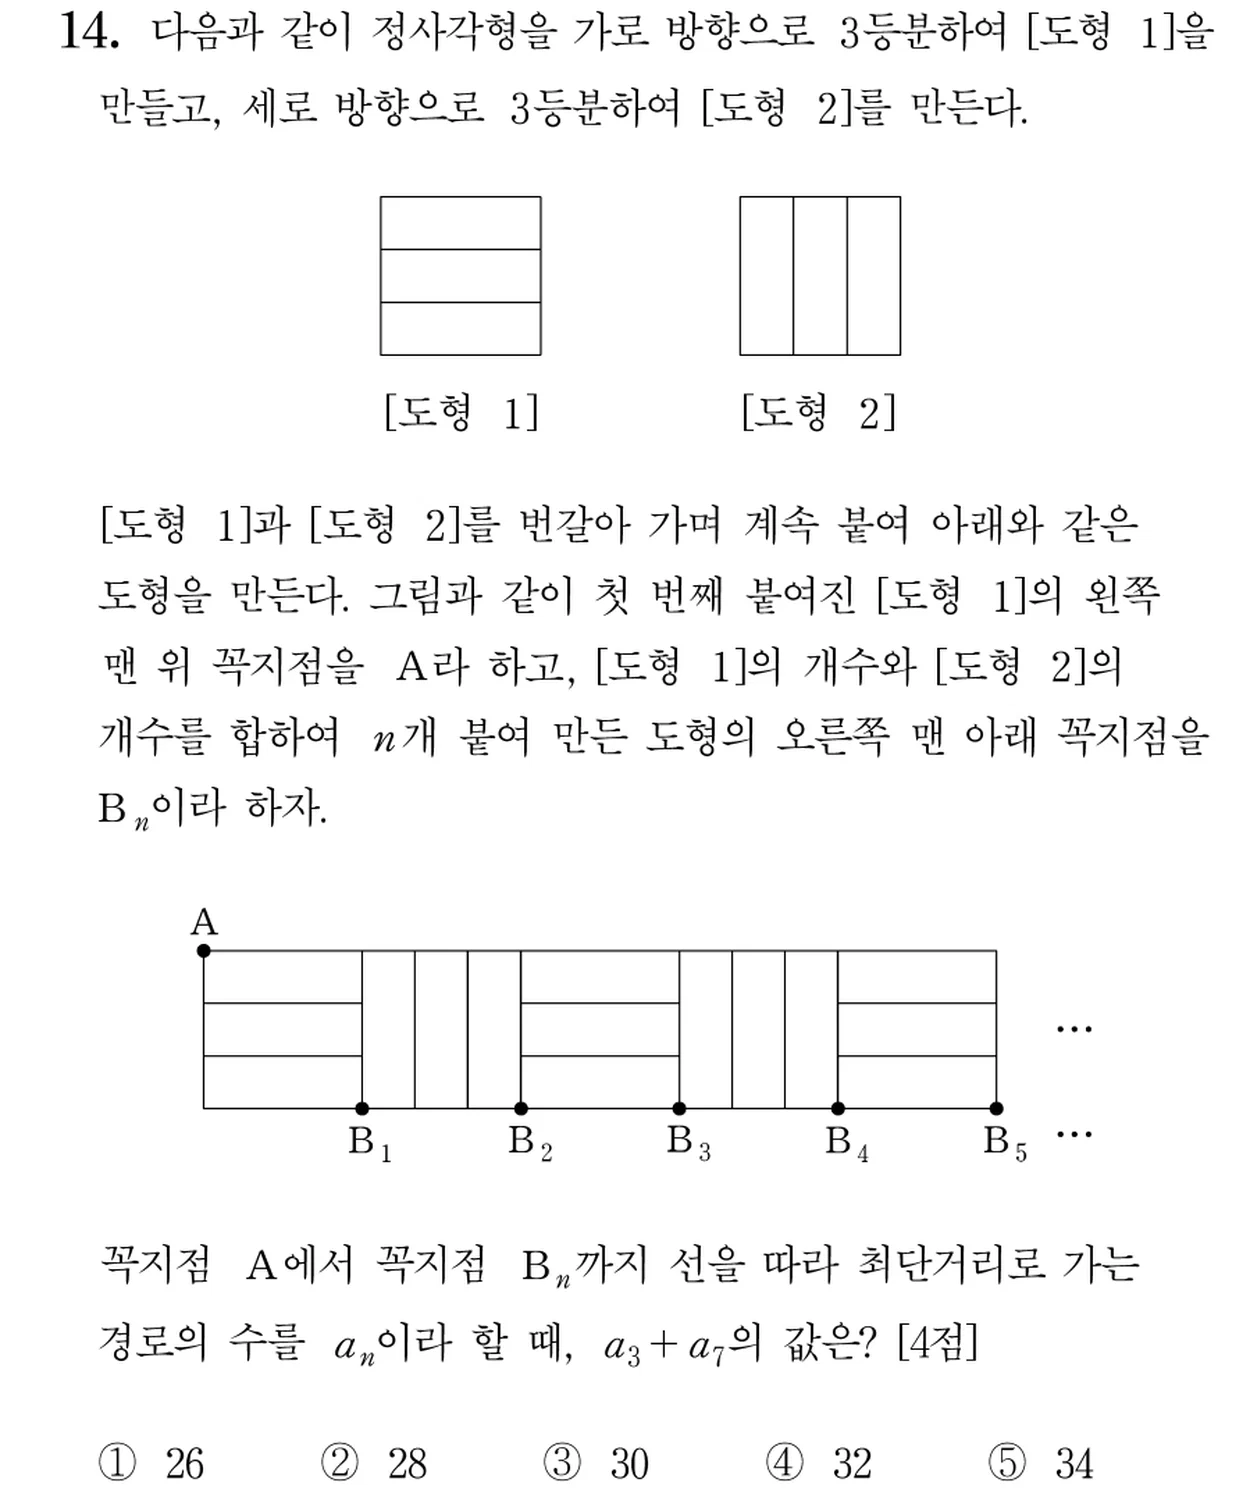 14. 다음과 같이 정사각형을 가로 방향으로 3등분하여 [도형 1]을
만들고, 세로 방향으로 3등분하여 [도형 2]를 만든다.
[도형 1] [도형 2]
[도형 1]과 [도형 2]를 번갈아 가며 계속 붙여 아래와 같은
도형을 만든다. 그림과 같이 첫 번째 붙여진 [도형 1]의 왼쪽
맨 위 꼭지점을 A라 하고, [도형 1]의 개수와 [도형 2]의
개수를 합하여 n개 붙여 만든 도형의 오른쪽 맨 아래 꼭지점을
Bₙ이라 하자.
A
…
B₁ B₂ B₃ B₄ B₅ …
꼭지점 A에서 꼭지점 Bₙ까지 선을 따라 최단거리로 가는
경로의 수를 aₙ이라 할 때, a₃+a₇의 값은? [4점]
① 26 ② 28 ③ 30 ④ 32 ⑤ 34